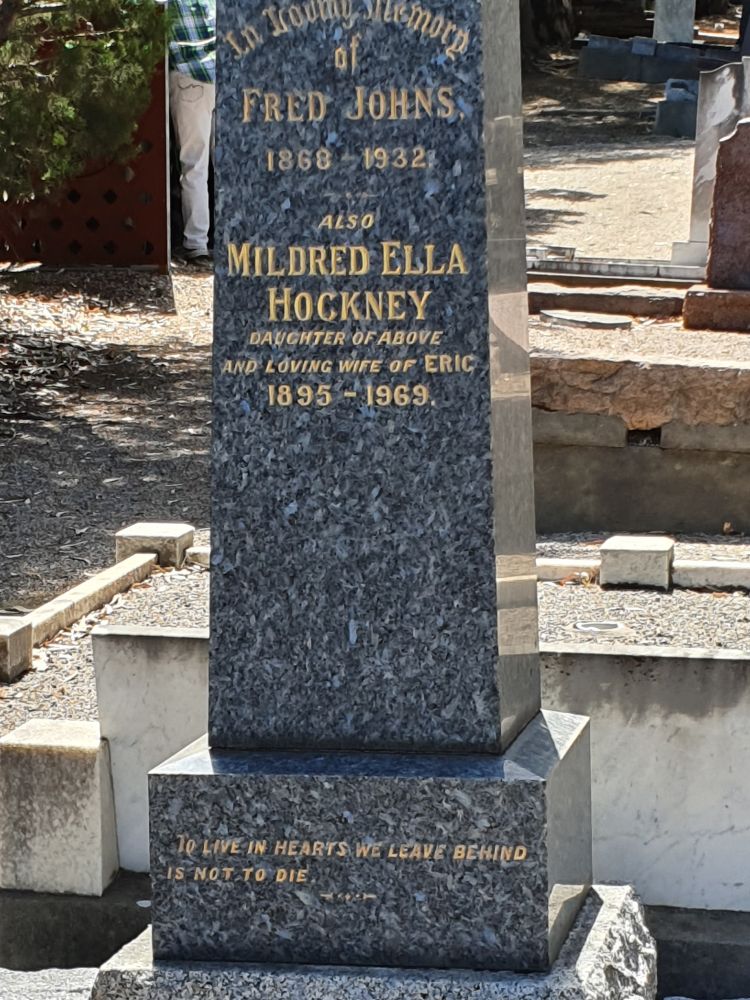 In Loving Memory
of
FRED JOHNS.
1868 - 1932.
ALSO
MILDRED ELLA
HOCKNEY
DAUGHTER OF ABOVE
AND LOVING WIFE OF ERIC
1895 - 1969.
TO LIVE IN HEARTS WE LEAVE BEHIND
IS NOT TO DIE.